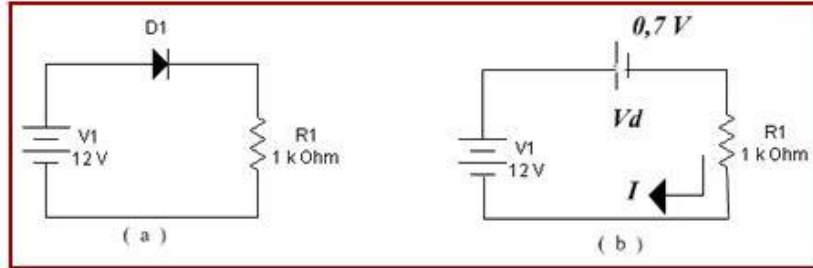 D1
V1
12 V
R1
1 k Ohm
( a )
0,7 V
Vd
V1
12 V
R1
1 k Ohm
I
( b )